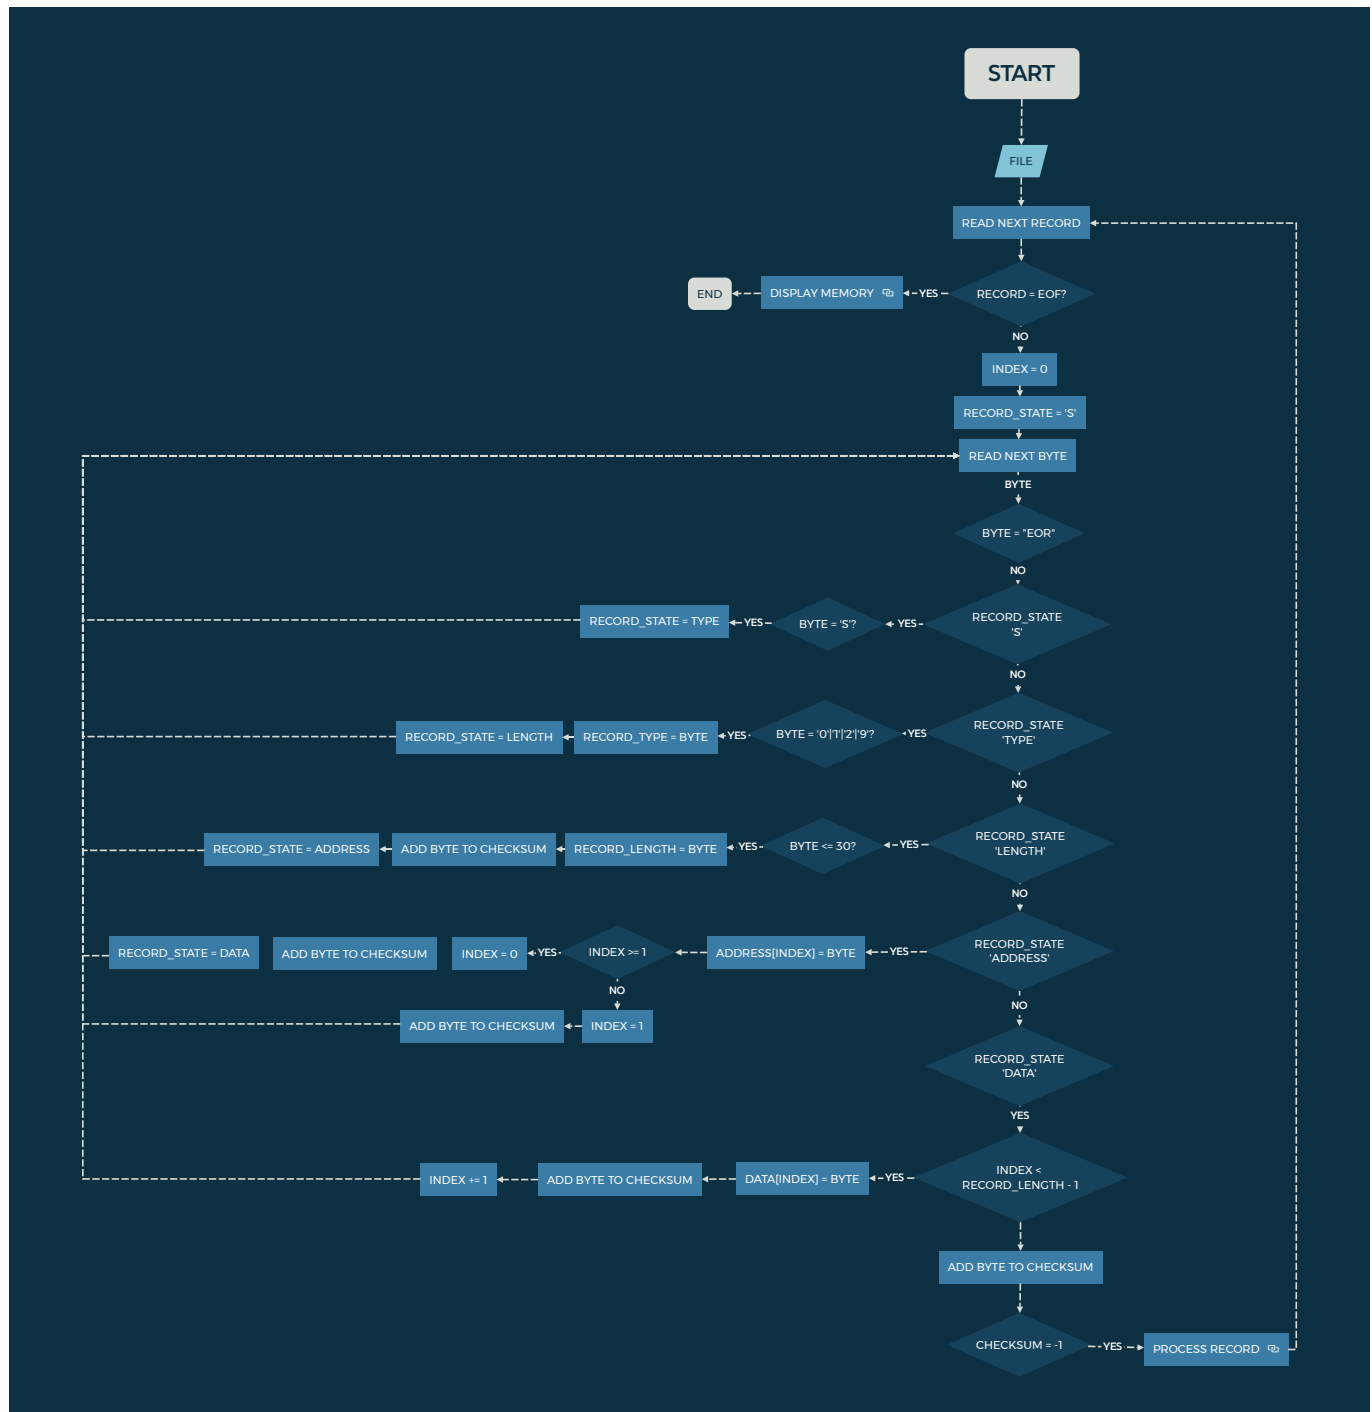 START
FILE
READ NEXT RECORD
END
DISPLAY MEMORY
YES
RECORD = EOF?
NO
INDEX = 0
RECORD_STATE = 'S'
READ NEXT BYTE
BYTE
BYTE = "EOR"
NO
RECORD_STATE = TYPE
YES
BYTE = 'S'?
YES
RECORD_STATE
'S'
NO
RECORD_STATE = LENGTH
RECORD_TYPE = BYTE
YES
BYTE = '0'|'1'|'2'|'9'?
YES
RECORD_STATE
'TYPE'
NO
RECORD_STATE = ADDRESS
ADD BYTE TO CHECKSUM
RECORD_LENGTH = BYTE
YES
BYTE <= 30?
YES
RECORD_STATE
'LENGTH'
NO
RECORD_STATE = DATA
ADD BYTE TO CHECKSUM
INDEX = 0
YES
INDEX >= 1
ADDRESS[INDEX] = BYTE
YES
RECORD_STATE
'ADDRESS'
NO
NO
ADD BYTE TO CHECKSUM
INDEX = 1
RECORD_STATE
'DATA'
YES
INDEX += 1
ADD BYTE TO CHECKSUM
DATA[INDEX] = BYTE
YES
INDEX <
RECORD_LENGTH - 1
ADD BYTE TO CHECKSUM
CHECKSUM = -1
YES
PROCESS RECORD